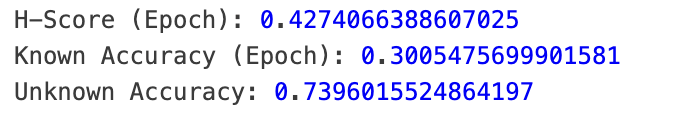 H-Score (Epoch): 0.4274066388607025
Known Accuracy (Epoch): 0.3005475699901581
Unknown Accuracy: 0.7396015524864197